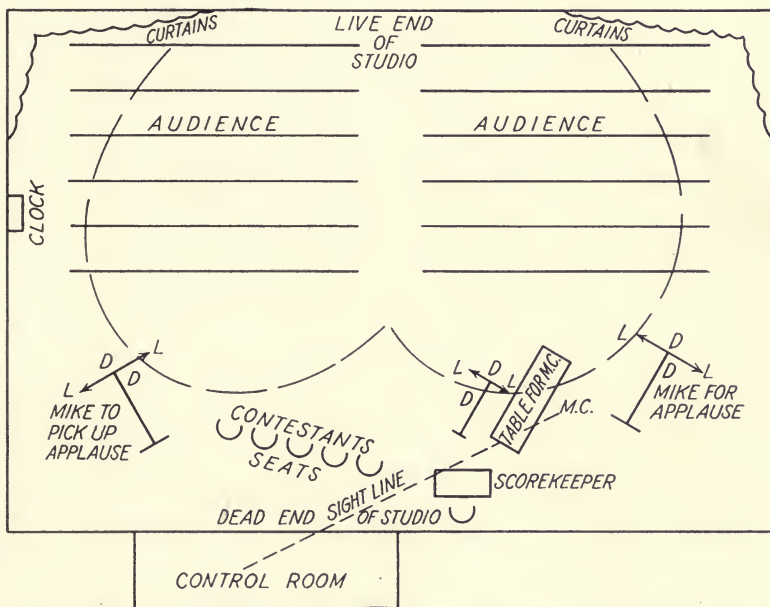 CURTAINS
LIVE END
OF
STUDIO
CURTAINS
AUDIENCE
AUDIENCE
CLOCK
D
L
L
D
MIKE TO
PICK UP
APPLAUSE
CONTESTANTS
SEATS
L
D
L
D
TABLE FOR M.C.
M.C.
L
D
D
L
MIKE FOR
APPLAUSE
SCOREKEEPER
SIGHT LINE
DEAD END OF STUDIO
CONTROL ROOM